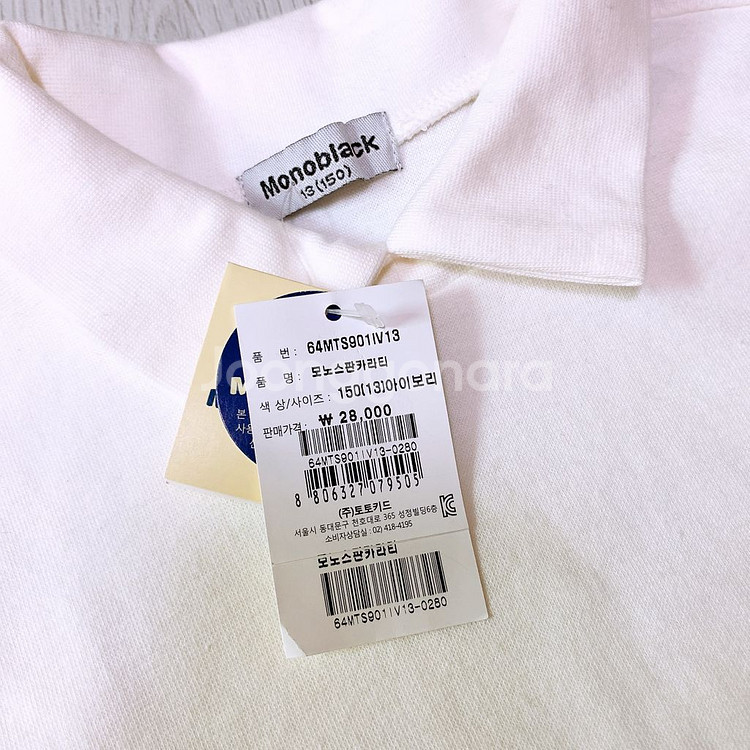 Monoblack
13(150)
품 번 : 64MTS901IV13
품 명 : 모노스판카라티
색 상/사이즈 : 150(13)아이보리
판매가격 : ₩ 28,000
64MTS901IV13-0280
8 806327 079505
(주)토토키드
서울시 동대문구 천호대로 365 성정빌딩6층
소비자상담실 : 02) 418-4195
모노스판카라티
64MTS901IV13-0280
본
사용
Joonggonara